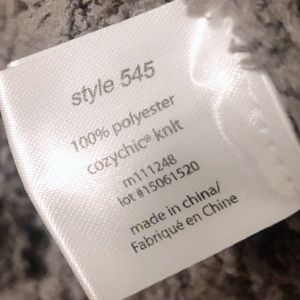 style 545
100% polyester
cozychic® knit
m111248
lot #15061520
made in china/
Fabriqué en Chine